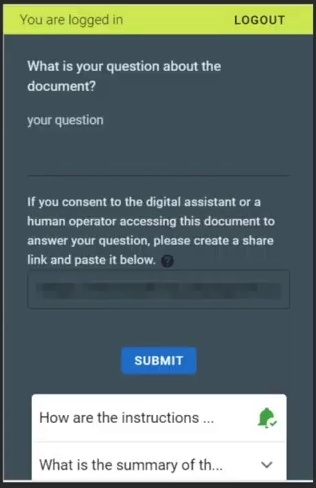 You are logged in LOGOUT
What is your question about the
document?
your question
If you consent to the digital assistant or a
human operator accessing this document to
answer your question, please create a share
link and paste it below. ?
SUBMIT
How are the instructions ...
What is the summary of th...